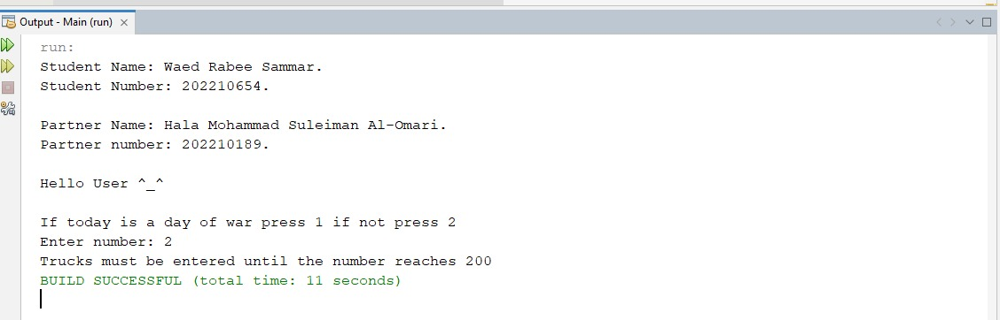 Output - Main (run)
run:
Student Name: Waed Rabee Sammar.
Student Number: 202210654.
Partner Name: Hala Mohammad Suleiman Al-Omari.
Partner number: 202210189.
Hello User ^_^
If today is a day of war press 1 if not press 2
Enter number: 2
Trucks must be entered until the number reaches 200
BUILD SUCCESSFUL (total time: 11 seconds)